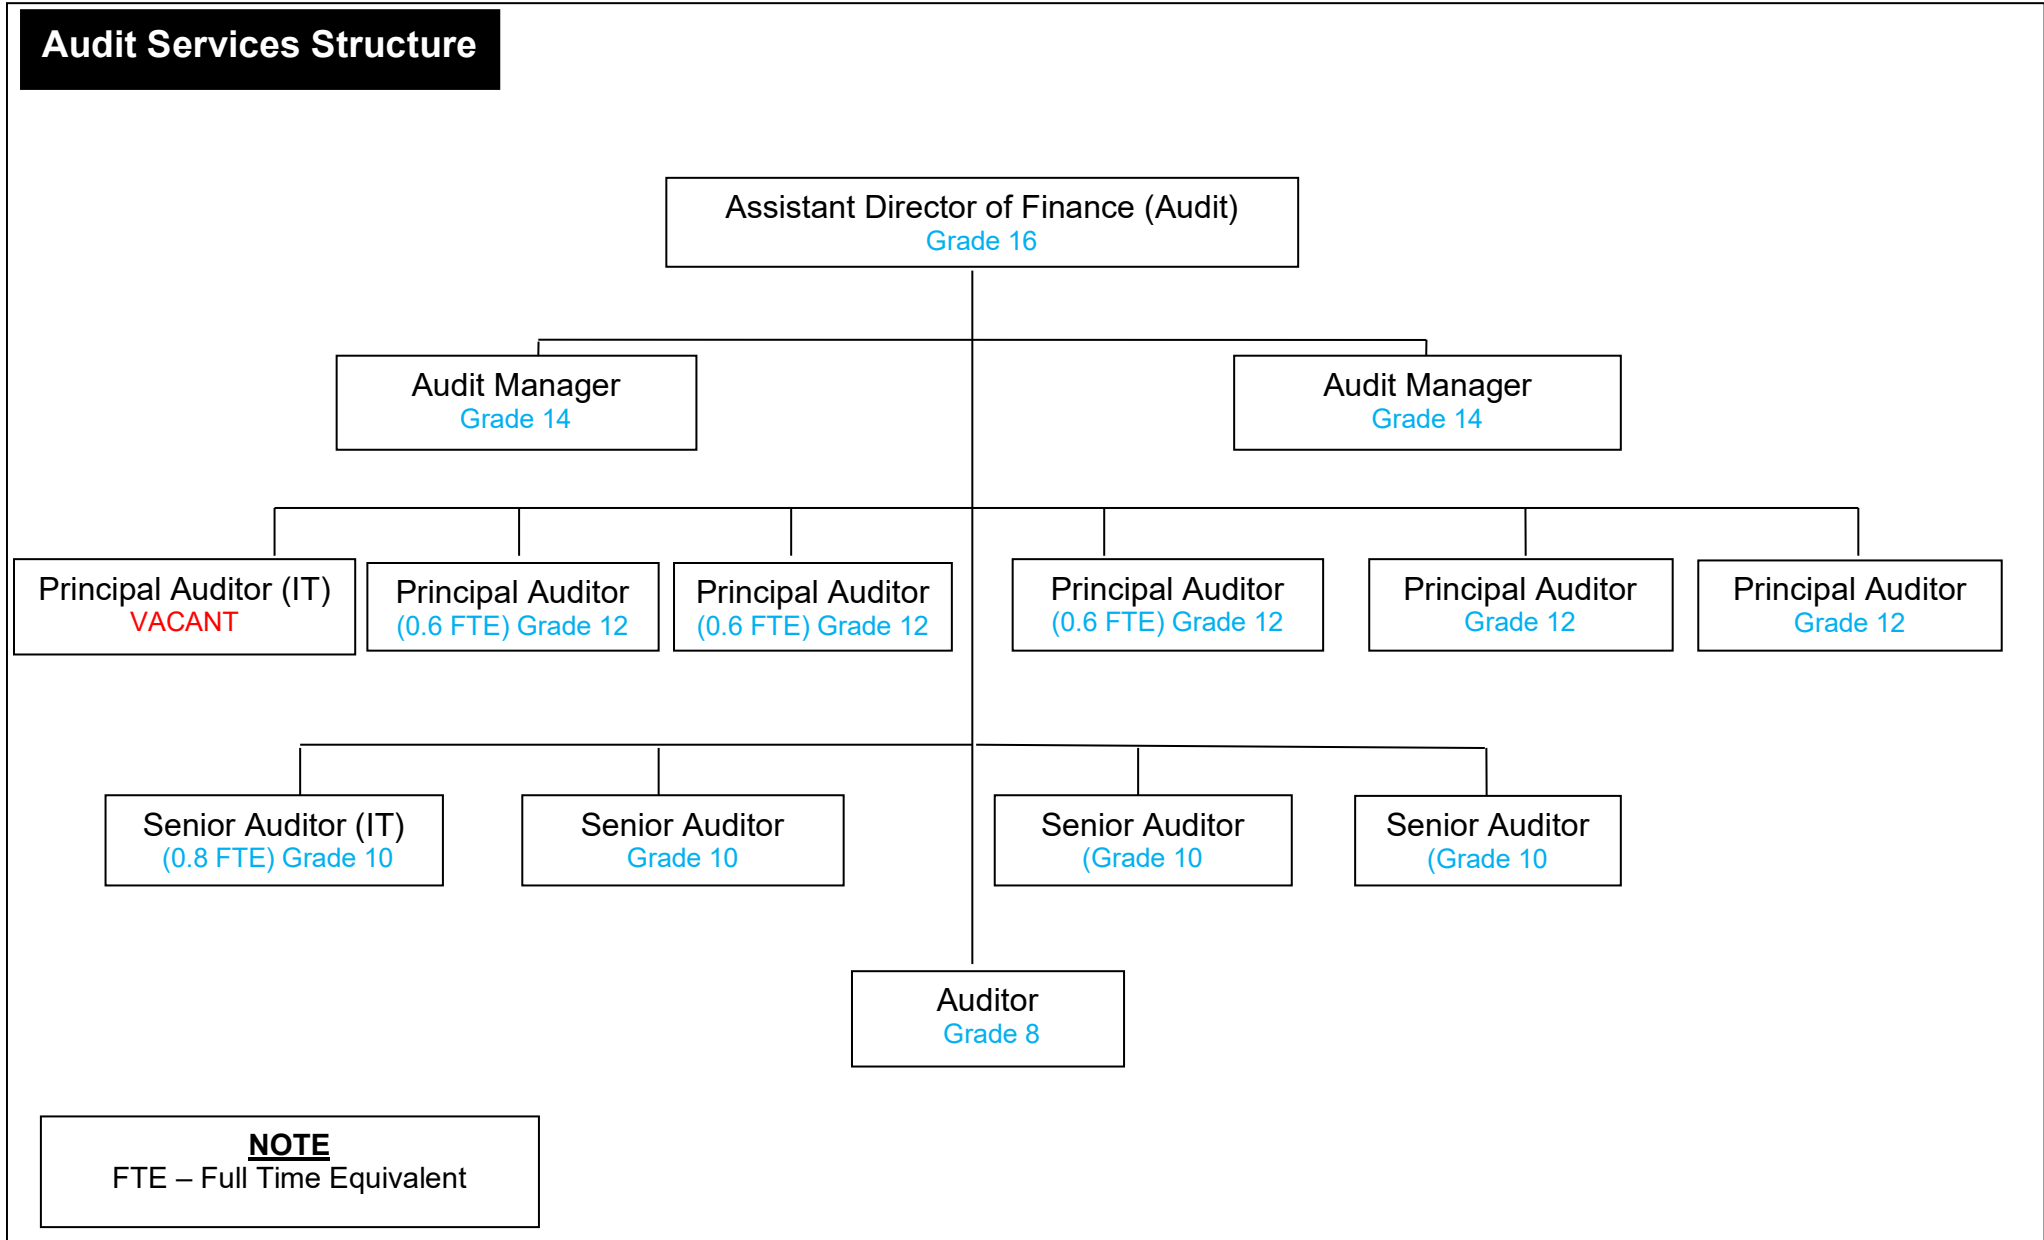 Audit Services Structure
Assistant Director of Finance (Audit)
Grade 16
Audit Manager
Grade 14
Audit Manager
Grade 14
Principal Auditor (IT)
VACANT
Principal Auditor
(0.6 FTE) Grade 12
Principal Auditor
(0.6 FTE) Grade 12
Principal Auditor
(0.6 FTE) Grade 12
Principal Auditor
Grade 12
Principal Auditor
Grade 12
Senior Auditor (IT)
(0.8 FTE) Grade 10
Senior Auditor
Grade 10
Senior Auditor
(Grade 10
Senior Auditor
(Grade 10
Auditor
Grade 8
NOTE
FTE – Full Time Equivalent